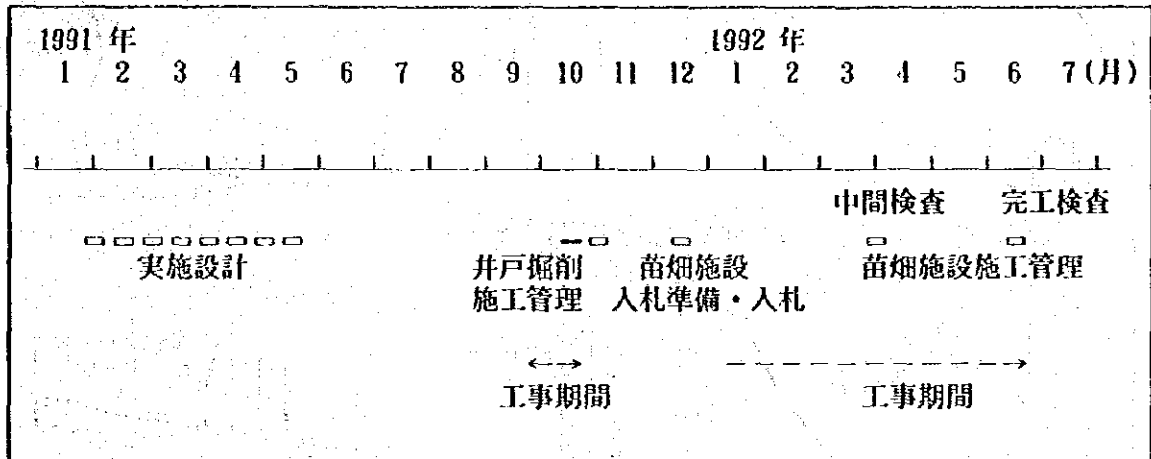 1991 年 1992 年
1 2 3 4 5 6 7 8 9 10 11 12 1 2 3 4 5 6 7(月)
中間検査 完工検査
実施設計 井戸掘削 苗畑施設 苗畑施設施工管理
施工管理 入札準備・入札
工事期間 工事期間